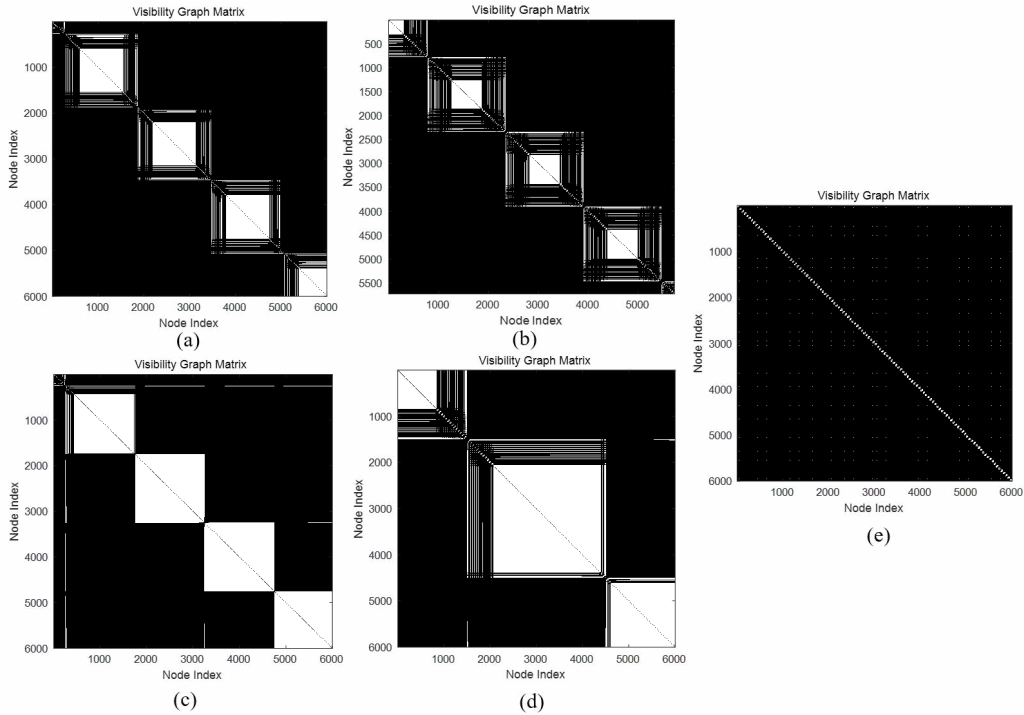 Visibility Graph Matrix
1000
2000
3000
4000
5000
6000
Node Index
1000 2000 3000 4000 5000 6000
Node Index
(a)
Visibility Graph Matrix
500
1000
1500
2000
2500
3000
3500
4000
4500
5000
5500
Node Index
1000 2000 3000 4000 5000
Node Index
(b)
Visibility Graph Matrix
1000
2000
3000
4000
5000
6000
Node Index
1000 2000 3000 4000 5000 6000
Node Index
(c)
Visibility Graph Matrix
1000
2000
3000
4000
5000
6000
Node Index
1000 2000 3000 4000 5000 6000
Node Index
(d)
Visibility Graph Matrix
1000
2000
3000
4000
5000
6000
Node Index
1000 2000 3000 4000 5000 6000
Node Index
(e)